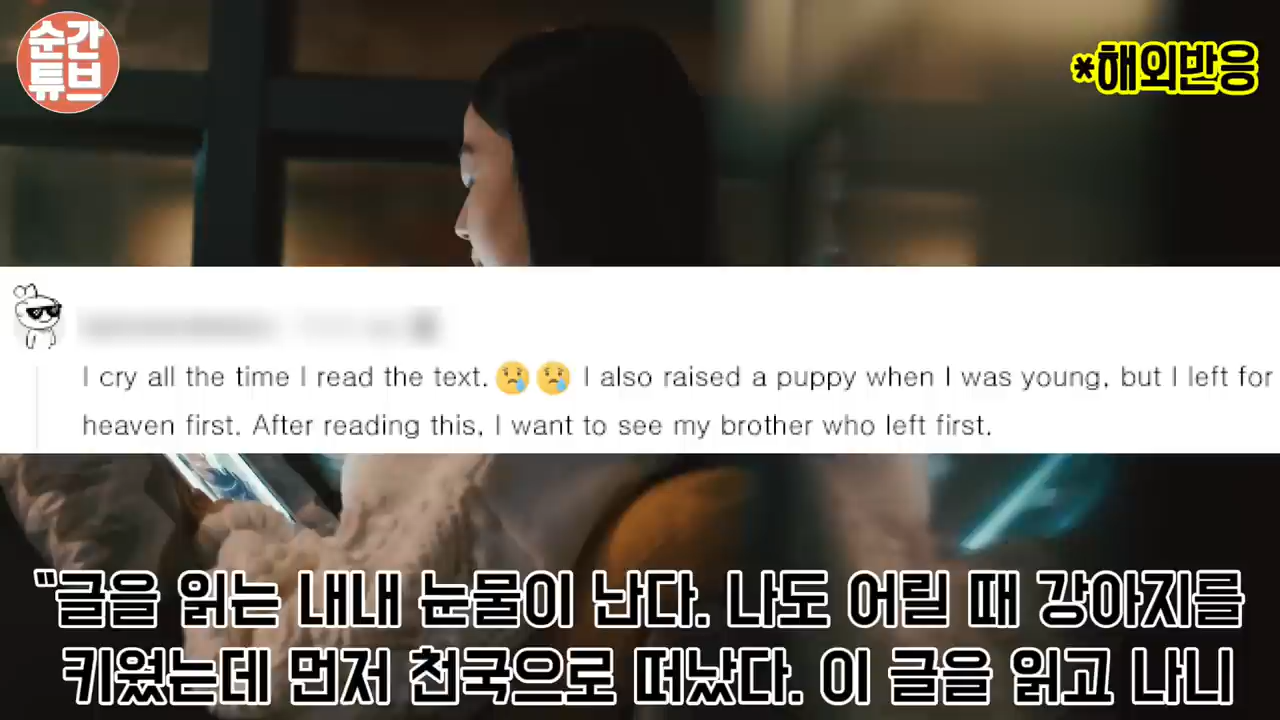 순간
튜브
*해외반응
I cry all the time I read the text.😢😢 I also raised a puppy when I was young, but I left for
heaven first. After reading this, I want to see my brother who left first.
“글을 읽는 내내 눈물이 난다. 나도 어릴 때 강아지를
키웠는데 먼저 천국으로 떠났다. 이 글을 읽고 나니